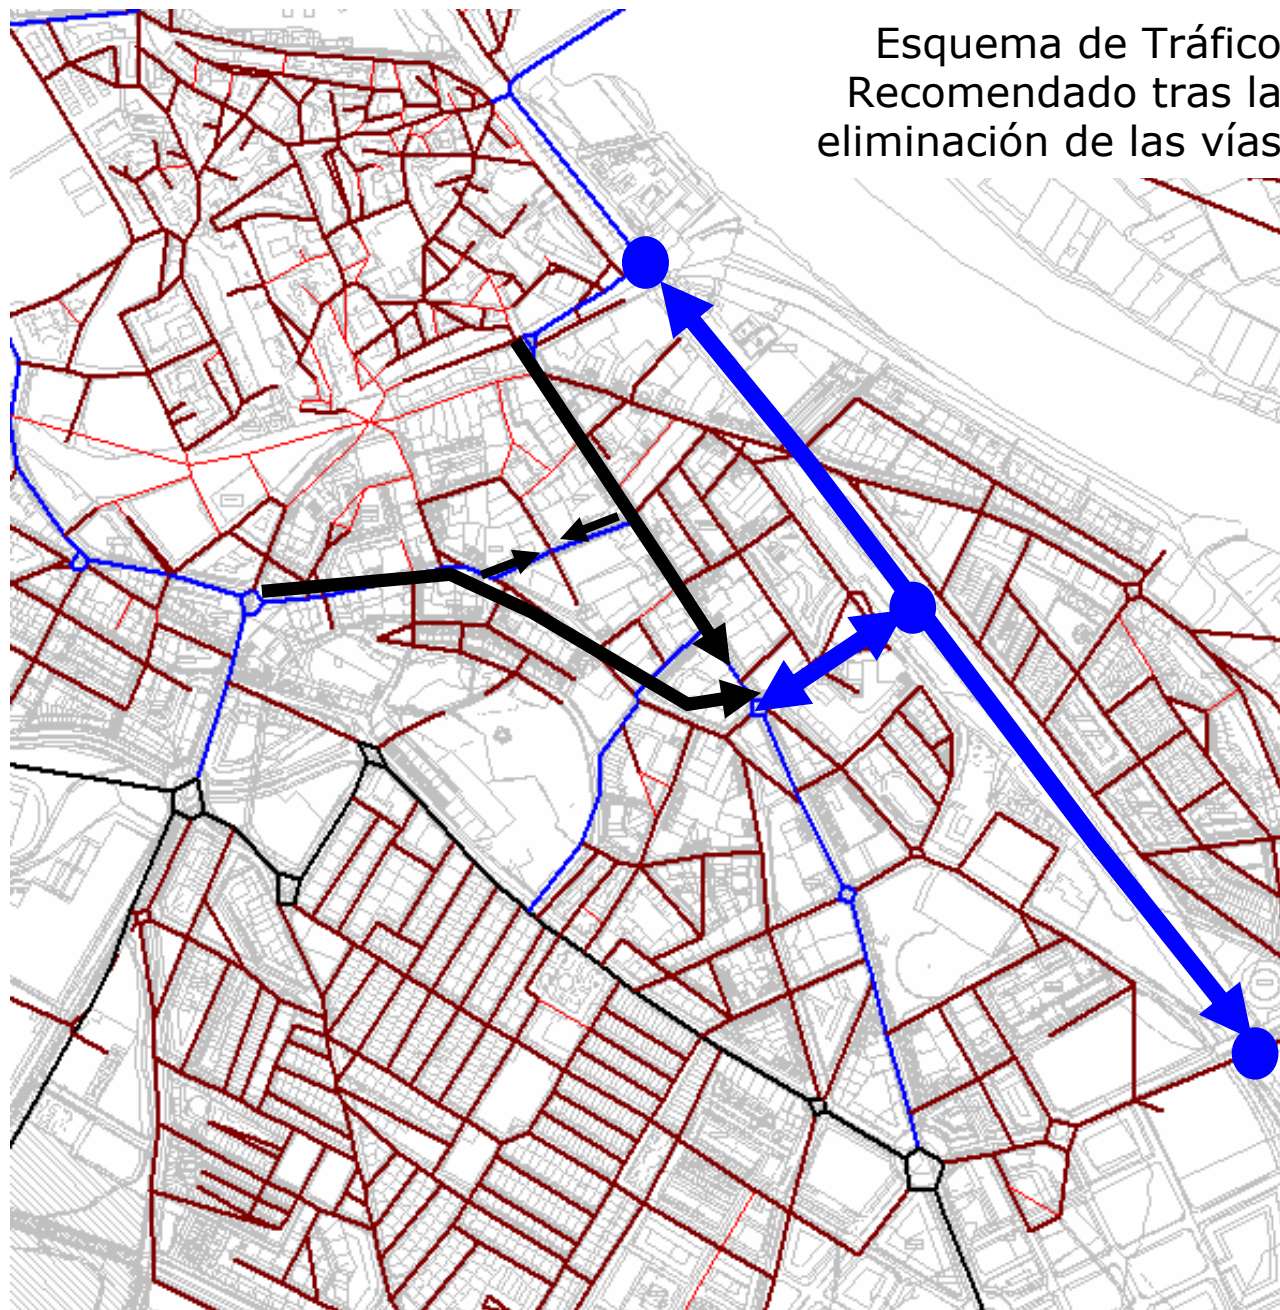 Esquema de Tráfico
Recomendado tras la
eliminación de las vías